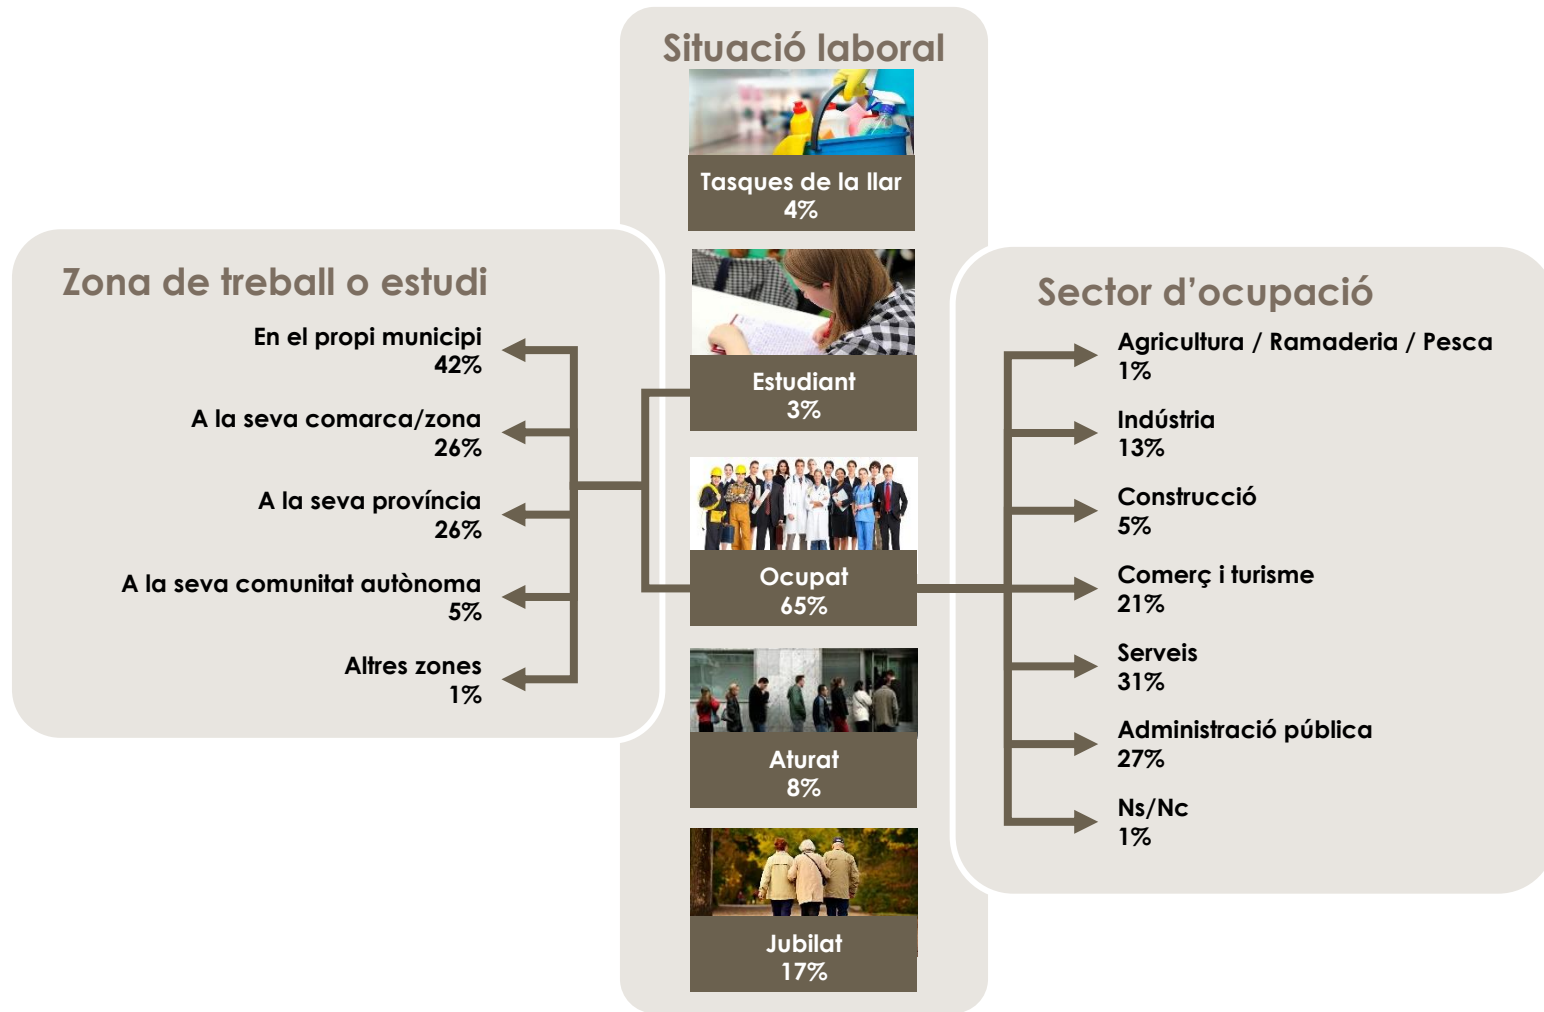 Situació laboral
Tasques de la llar
4%
Estudiant
3%
Ocupat
65%
Aturat
8%
Jubilat
17%
Zona de treball o estudi
En el propi municipi
42%
A la seva comarca/zona
26%
A la seva província
26%
A la seva comunitat autònoma
5%
Altres zones
1%
Sector d'ocupació
Agricultura / Ramaderia / Pesca
1%
Indústria
13%
Construcció
5%
Comerç i turisme
21%
Serveis
31%
Administració pública
27%
Ns/Nc
1%